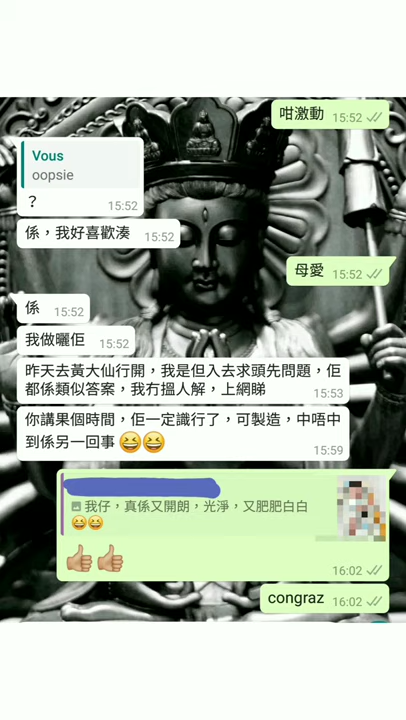 咁激動
15:52
Vous
oopsie
？
15:52
係，我好喜歡湊
15:52
母愛
15:52
係
15:52
我做曬佢
15:52
昨天去黃大仙行開，我是但入去求頭先問題，佢
都係類似答案，我冇搵人解，上網睇
15:53
你講果個時間，佢一定識行了，可製造，中唔中
到係另一回事 😆😆
15:59
我仔，真係又開朗，光淨，又肥肥白白
😆😆
👍🏼👍🏼
16:02
congraz
16:02